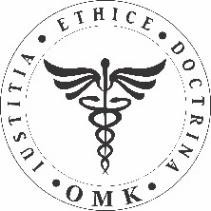 • IUSTITIA • ETHICE • DOCTRINA •
OMK